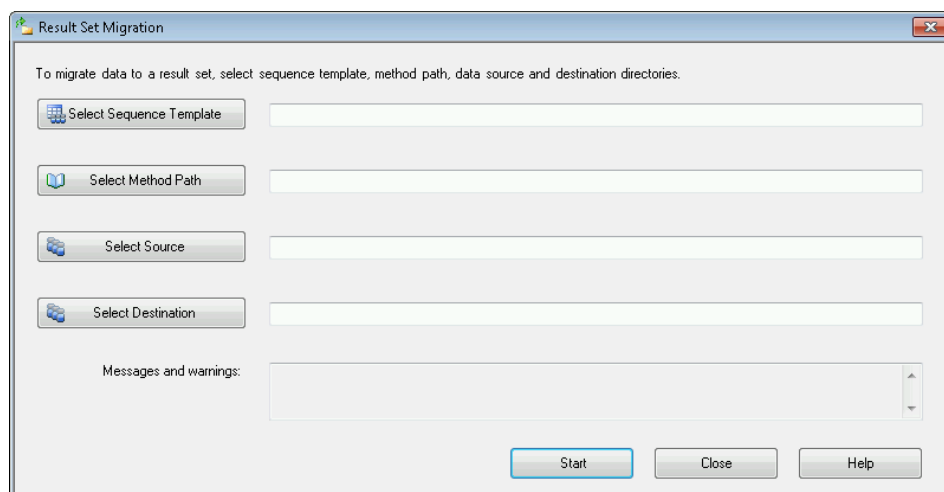 Result Set Migration
To migrate data to a result set, select sequence template, method path, data source and destination directories.
Select Sequence Template
Select Method Path
Select Source
Select Destination
Messages and warnings:
Start Close Help